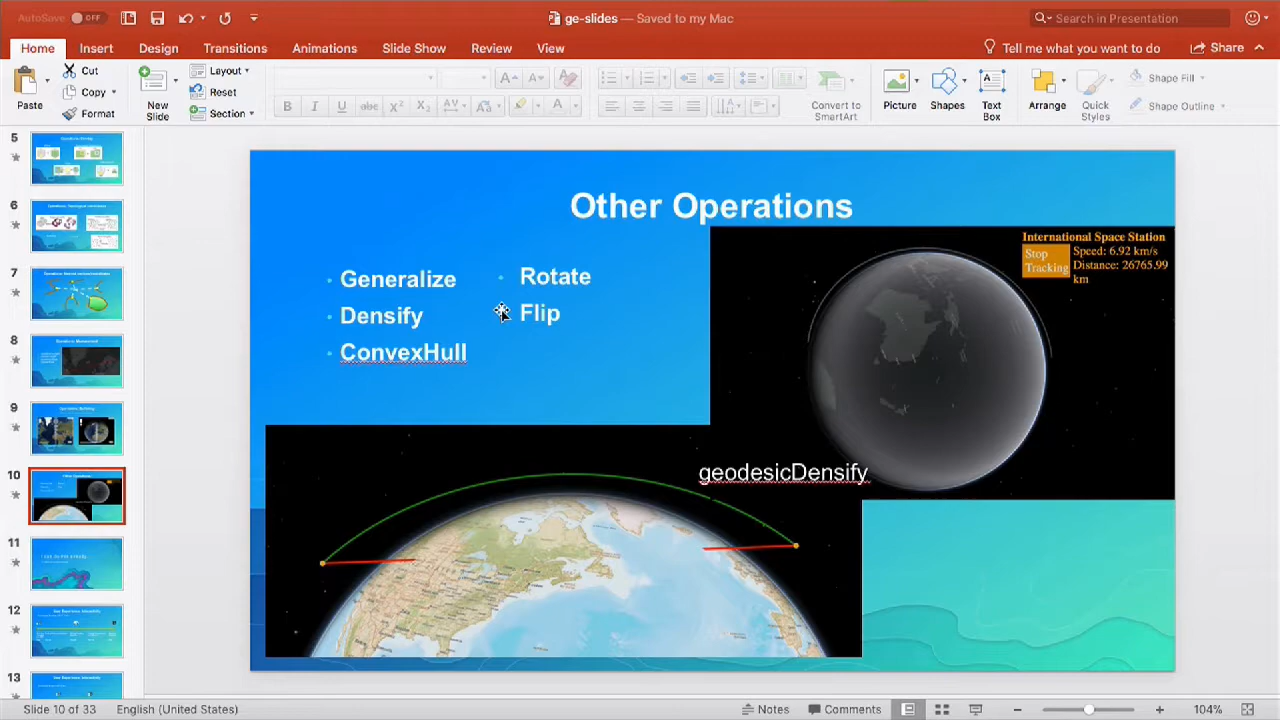 AutoSave OFF
ge-slides — Saved to my Mac
Search in Presentation
Home Insert Design Transitions Animations Slide Show Review View
Tell me what you want to do
Share
Paste
Cut
Copy
Format
New Slide
Layout
Reset
Section
Convert to SmartArt
Picture
Shapes
Text Box
Arrange
Quick Styles
Shape Fill
Shape Outline
5
6
7
8
9
10
11
12
13
Other Operations
Generalize
Densify
ConvexHull
Rotate
Flip
International Space Station
Stop Tracking
Speed: 6.92 km/s
Distance: 26765.99
km
geodesicDensify
Slide 10 of 33
English (United States)
Notes
Comments
104%